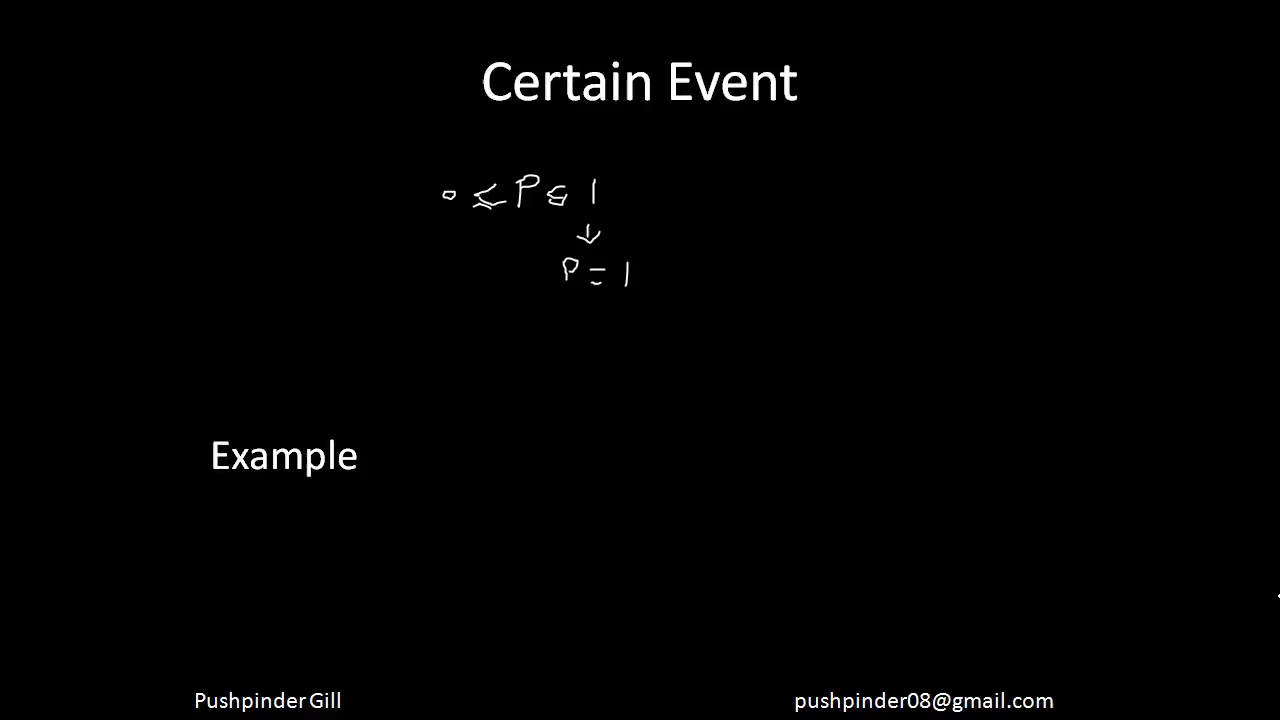 Certain Event
0 ≤ P ≤ 1
↓
P = 1
Example
Pushpinder Gill
pushpinder08@gmail.com